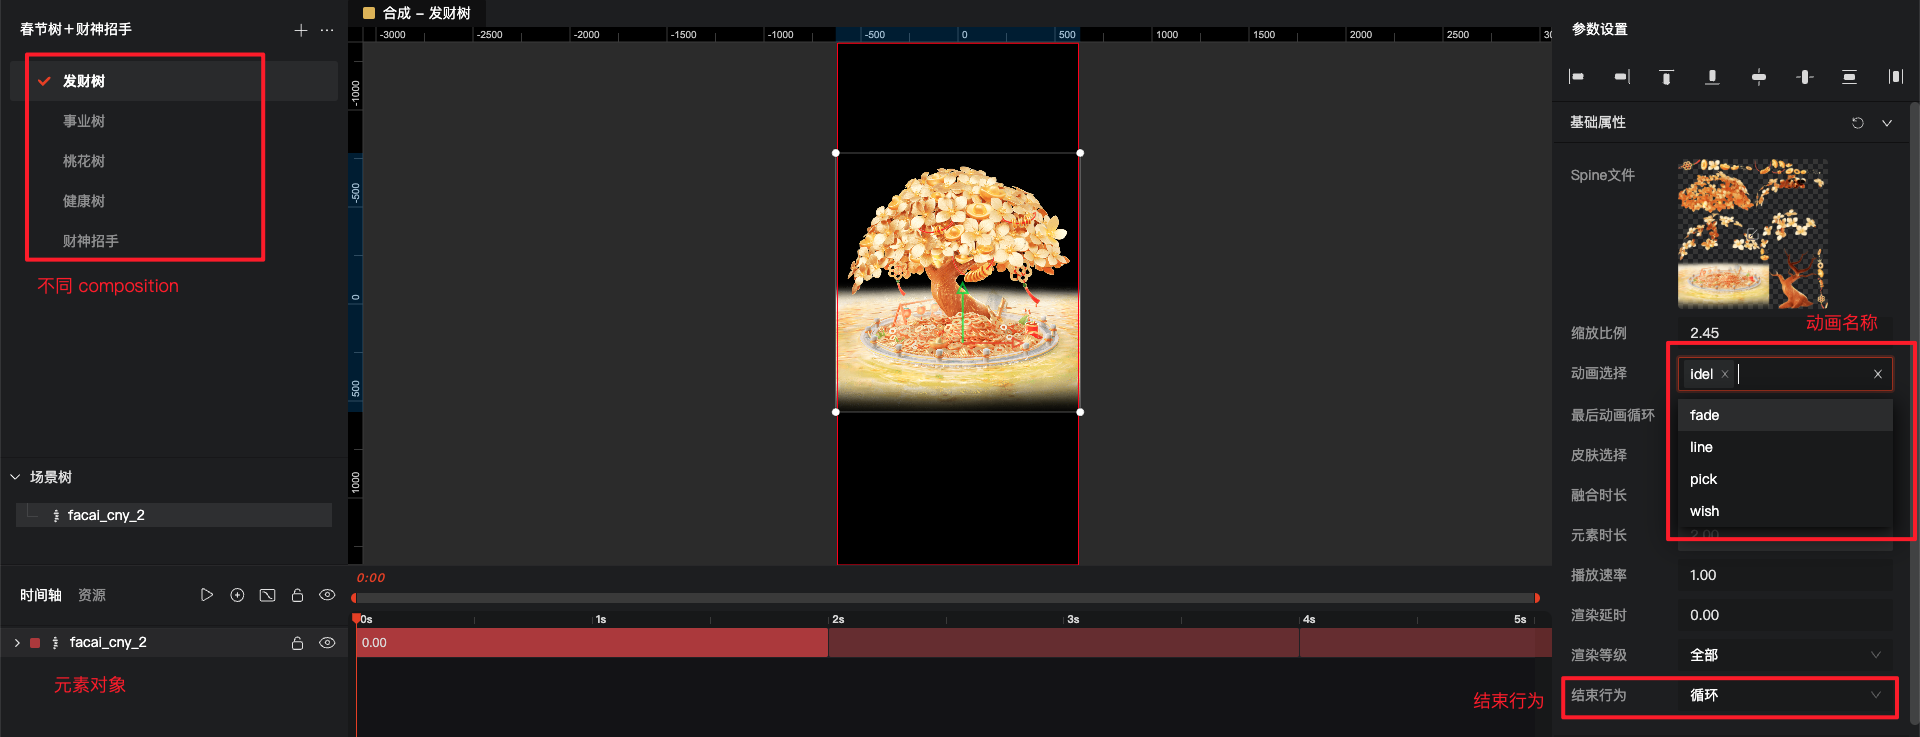 春节树+财神招手
发财树
事业树
桃花树
健康树
财神招手
不同 composition
场景树
facai_cny_2
合成 – 发财树
-3000
-2500
-2000
-1500
-1000
-500
0
500
1000
1500
2000
2500
30
-1000
-500
0
500
1000
参数设置
基础属性
Spine文件
动画名称
缩放比例
2.45
动画选择
idel
最后动画循环
fade
line
皮肤选择
pick
融合时长
wish
元素时长
2.00
播放速率
1.00
渲染延时
0.00
渲染等级
全部
结束行为
循环
结束行为
时间轴
资源
0:00
0s
1s
2s
3s
4s
5s
facai_cny_2
0.00
元素对象